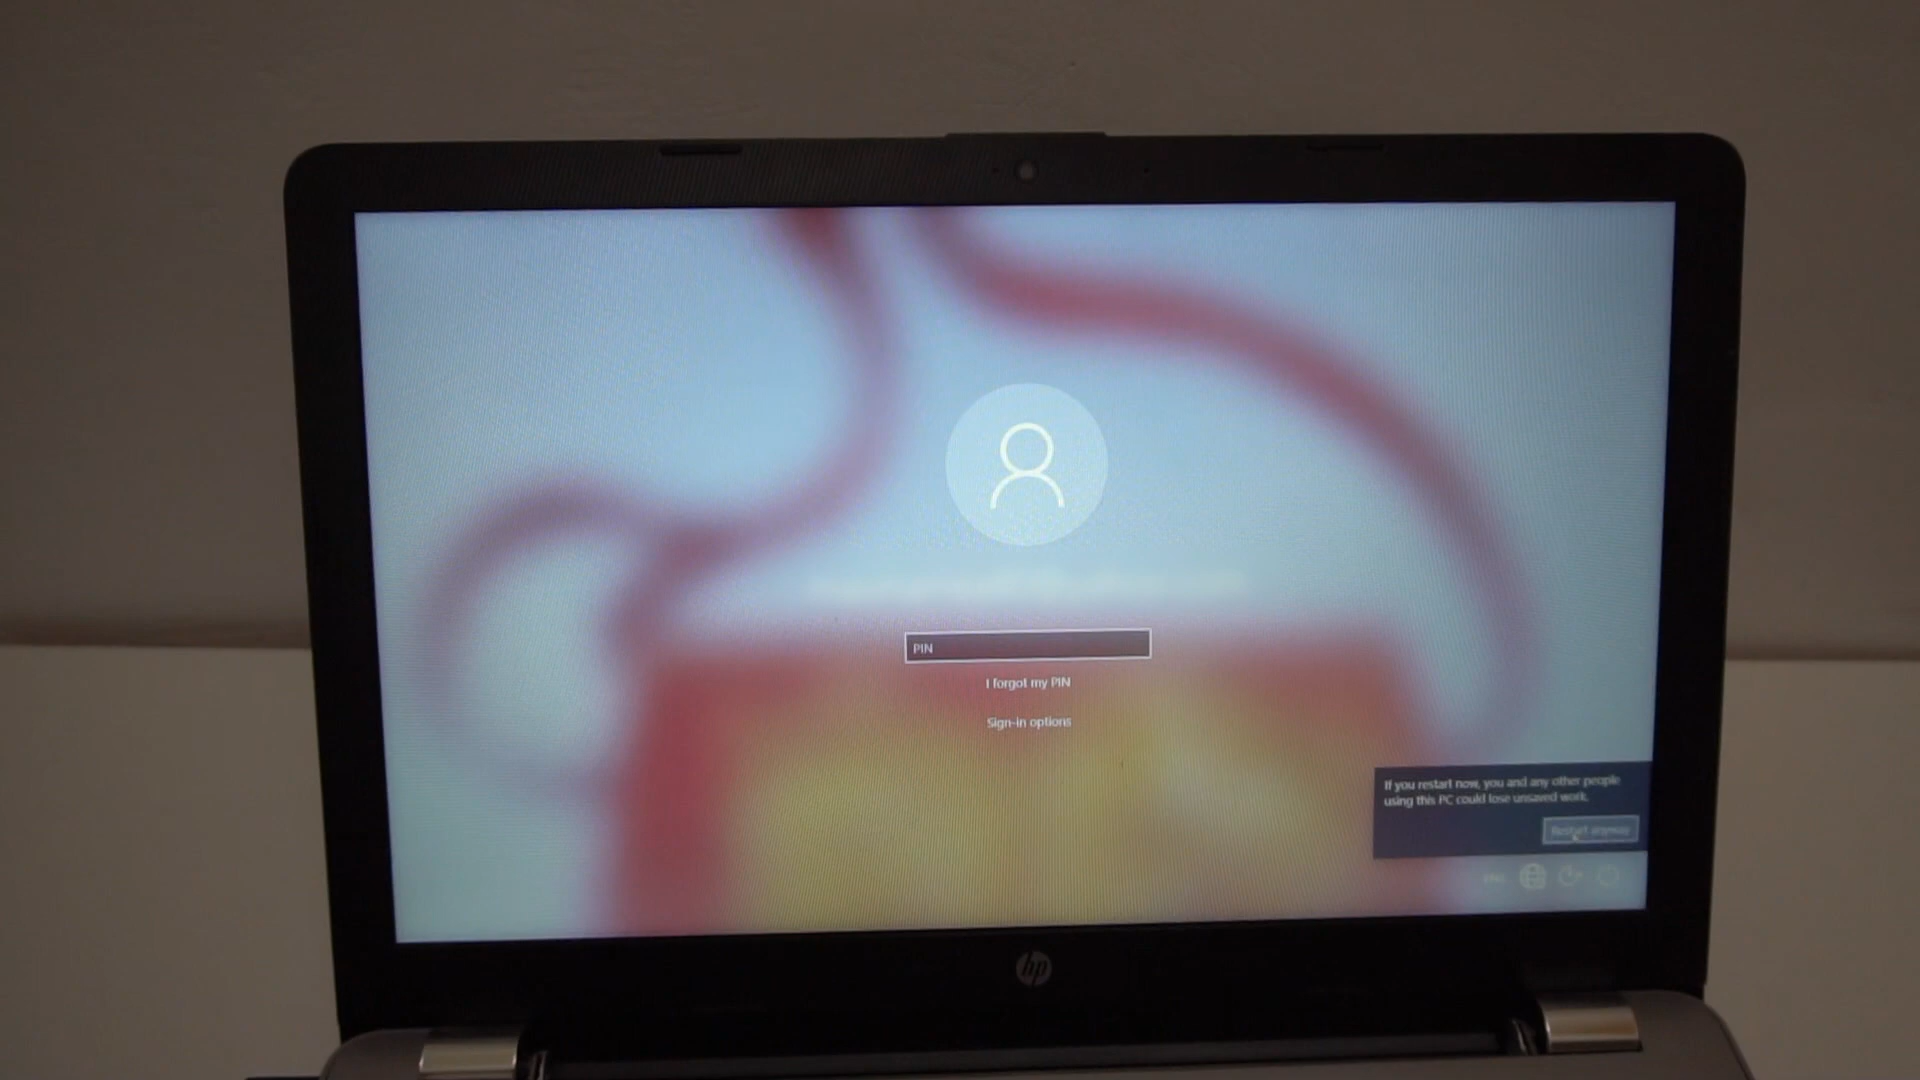 PIN
I forgot my PIN
Sign-in options
If you restart now, you and any other people
using this PC could lose unsaved work.
Restart anyway
hp